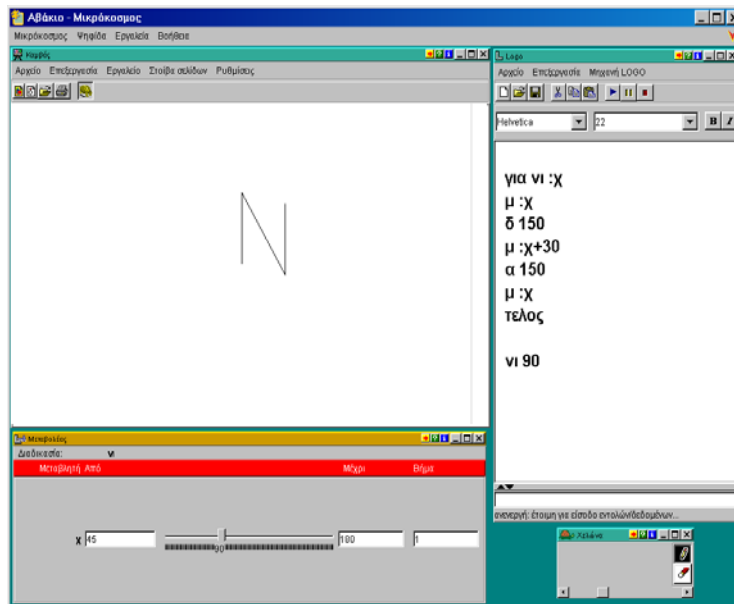 Αβάκιο - Μικρόκοσμος
Μικρόκοσμος Ψηφίδα Εργαλεία Βοήθεια
Καμβάς
Αρχείο Επεξεργασία Εργαλείο Στοίβα σελίδων Ρυθμίσεις
Logo
Αρχείο Επεξεργασία Μηχανή LOGO
Helvetica 22 B I
για νι :χ
μ :χ
δ 150
μ :χ+30
α 150
μ :χ
τελος
νι 90
Μεταβολέας
Διαδικασία: νι
Μεταβλητή Από Μέχρι Βήμα
χ 45 90 180 1
ανενεργή: έτοιμη για είσοδο εντολών/δεδομένων...
Χελώνα